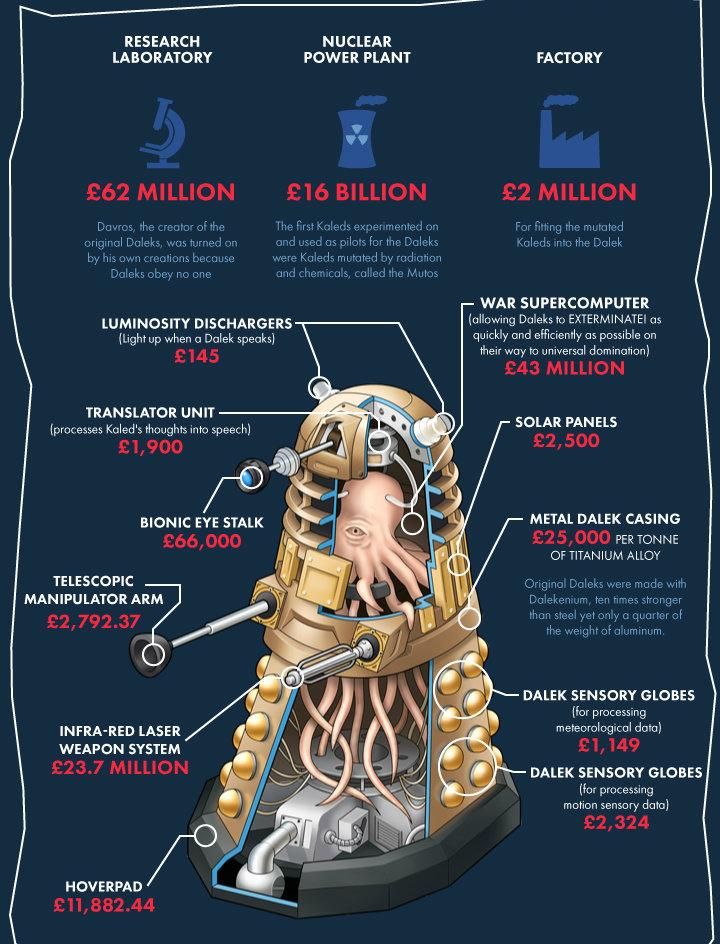 RESEARCH
LABORATORY
£62 MILLION
Davros, the creator of the
original Daleks, was turned on
by his own creations because
Daleks obey no one
NUCLEAR
POWER PLANT
£16 BILLION
The first Kaleds experimented on
and used as pilots for the Daleks
were Kaleds mutated by radiation
and chemicals, called the Mutos
FACTORY
£2 MILLION
For fitting the mutated
Kaleds into the Dalek
LUMINOSITY DISCHARGERS
(Light up when a Dalek speaks)
£145
WAR SUPERCOMPUTER
(allowing Daleks to EXTERMINATE! as
quickly and efficiently as possible on
their way to universal domination)
£43 MILLION
TRANSLATOR UNIT
(processes Kaled's thoughts into speech)
£1,900
SOLAR PANELS
£2,500
BIONIC EYE STALK
£66,000
METAL DALEK CASING
£25,000 PER TONNE
OF TITANIUM ALLOY
Original Daleks were made with
Dalekenium, ten times stronger
than steel yet only a quarter of
the weight of aluminum.
TELESCOPIC
MANIPULATOR ARM
£2,792.37
DALEK SENSORY GLOBES
(for processing
meteorological data)
£1,149
INFRA-RED LASER
WEAPON SYSTEM
£23.7 MILLION
DALEK SENSORY GLOBES
(for processing
motion sensory data)
£2,324
HOVERPAD
£11,882.44